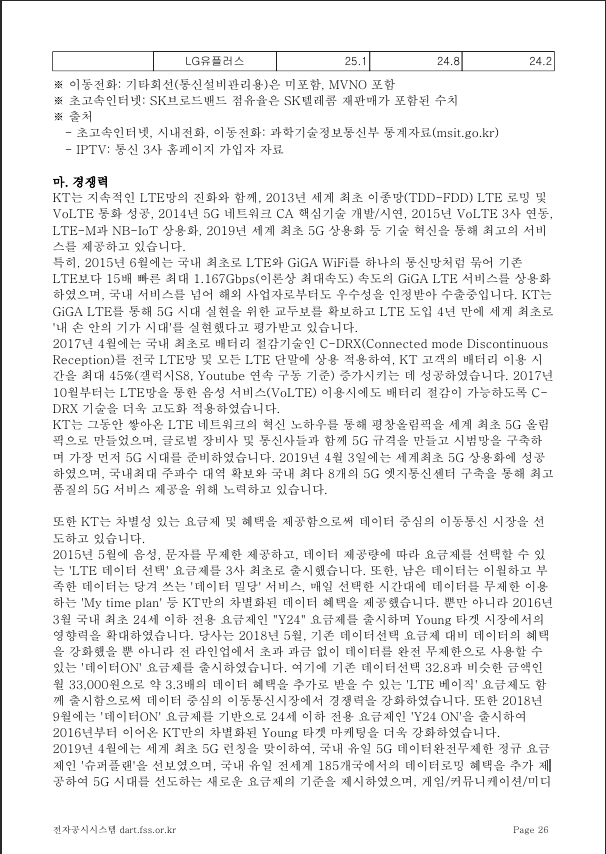 LG유플러스 25.1 24.8 24.2
※ 이동전화: 기타회선(통신설비관리용)은 미포함, MVNO 포함
※ 초고속인터넷: SK브로드밴드 점유율은 SK텔레콤 재판매가 포함된 수치
※ 출처
- 초고속인터넷, 시내전화, 이동전화: 과학기술정보통신부 통계자료(msit.go.kr)
- IPTV: 통신 3사 홈페이지 가입자 자료
마. 경쟁력
KT는 지속적인 LTE망의 진화와 함께, 2013년 세계 최초 이종망(TDD-FDD) LTE 로밍 및
VoLTE 통화 성공, 2014년 5G 네트워크 CA 핵심기술 개발/시연, 2015년 VoLTE 3사 연동,
LTE-M과 NB-IoT 상용화, 2019년 세계 최초 5G 상용화 등 기술 혁신을 통해 최고의 서비
스를 제공하고 있습니다.
특히, 2015년 6월에는 국내 최초로 LTE와 GiGA WiFi를 하나의 통신망처럼 묶어 기존
LTE보다 15배 빠른 최대 1.167Gbps(이론상 최대속도) 속도의 GiGA LTE 서비스를 상용화
하였으며, 국내 서비스를 넘어 해외 사업자로부터도 우수성을 인정받아 수출중입니다. KT는
GiGA LTE를 통해 5G 시대 실현을 위한 교두보를 확보하고 LTE 도입 4년 만에 세계 최초로
'내 손 안의 기가 시대'를 실현했다고 평가받고 있습니다.
2017년 4월에는 국내 최초로 배터리 절감기술인 C-DRX(Connected mode Discontinuous
Reception)를 전국 LTE망 및 모든 LTE 단말에 상용 적용하여, KT 고객의 배터리 이용 시
간을 최대 45%(갤럭시S8, Youtube 연속 구동 기준) 증가시키는 데 성공하였습니다. 2017년
10월부터는 LTE망을 통한 음성 서비스(VoLTE) 이용시에도 배터리 절감이 가능하도록 C-
DRX 기술을 더욱 고도화 적용하였습니다.
KT는 그동안 쌓아온 LTE 네트워크의 혁신 노하우를 통해 평창올림픽을 세계 최초 5G 올림
픽으로 만들었으며, 글로벌 장비사 및 통신사들과 함께 5G 규격을 만들고 시범망을 구축하
며 가장 먼저 5G 시대를 준비하였습니다. 2019년 4월 3일에는 세계최초 5G 상용화에 성공
하였으며, 국내최대 주파수 대역 확보와 국내 최다 8개의 5G 엣지통신센터 구축을 통해 최고
품질의 5G 서비스 제공을 위해 노력하고 있습니다.
또한 KT는 차별성 있는 요금제 및 혜택을 제공함으로써 데이터 중심의 이동통신 시장을 선
도하고 있습니다.
2015년 5월에 음성, 문자를 무제한 제공하고, 데이터 제공량에 따라 요금제를 선택할 수 있
는 'LTE 데이터 선택' 요금제를 3사 최초로 출시했습니다. 또한, 남은 데이터는 이월하고 부
족한 데이터는 당겨 쓰는 '데이터 밀당' 서비스, 매일 선택한 시간대에 데이터를 무제한 이용
하는 'My time plan' 등 KT만의 차별화된 데이터 혜택을 제공했습니다. 뿐만 아니라 2016년
3월 국내 최초 24세 이하 전용 요금제인 "Y24" 요금제를 출시하며 Young 타겟 시장에서의
영향력을 확대하였습니다. 당사는 2018년 5월, 기존 데이터선택 요금제 대비 데이터의 혜택
을 강화했을 뿐 아니라 전 라인업에서 초과 과금 없이 데이터를 완전 무제한으로 사용할 수
있는 '데이터ON' 요금제를 출시하였습니다. 여기에 기존 데이터선택 32.8과 비슷한 금액인
월 33,000원으로 약 3.3배의 데이터 혜택을 추가로 받을 수 있는 'LTE 베이직' 요금제도 함
께 출시함으로써 데이터 중심의 이동통신시장에서 경쟁력을 강화하였습니다. 또한 2018년
9월에는 '데이터ON' 요금제를 기반으로 24세 이하 전용 요금제인 'Y24 ON'을 출시하여
2016년부터 이어온 KT만의 차별화된 Young 타겟 마케팅을 더욱 강화하였습니다.
2019년 4월에는 세계 최초 5G 런칭을 맞이하여, 국내 유일 5G 데이터완전무제한 정규 요금
제인 '슈퍼플랜'을 선보였으며, 국내 유일 전세계 185개국에서의 데이터로밍 혜택을 추가 제
공하여 5G 시대를 선도하는 새로운 요금제의 기준을 제시하였으며, 게임/커뮤니케이션/미디
전자공시시스템 dart.fss.or.kr Page 26